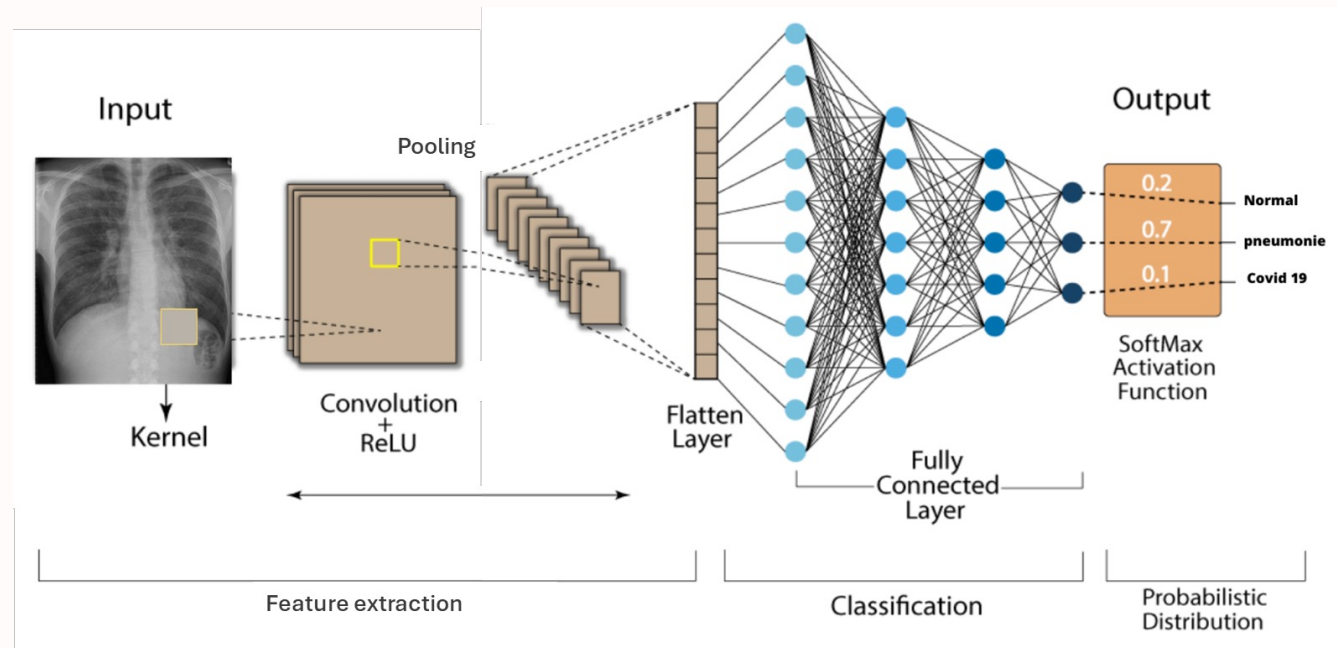 Input
Kernel
Convolution
+
ReLU
Pooling
Flatten
Layer
Fully
Connected
Layer
Output
0.2
Normal
0.7
pneumonie
0.1
Covid 19
SoftMax
Activation
Function
Feature extraction
Classification
Probabilistic
Distribution